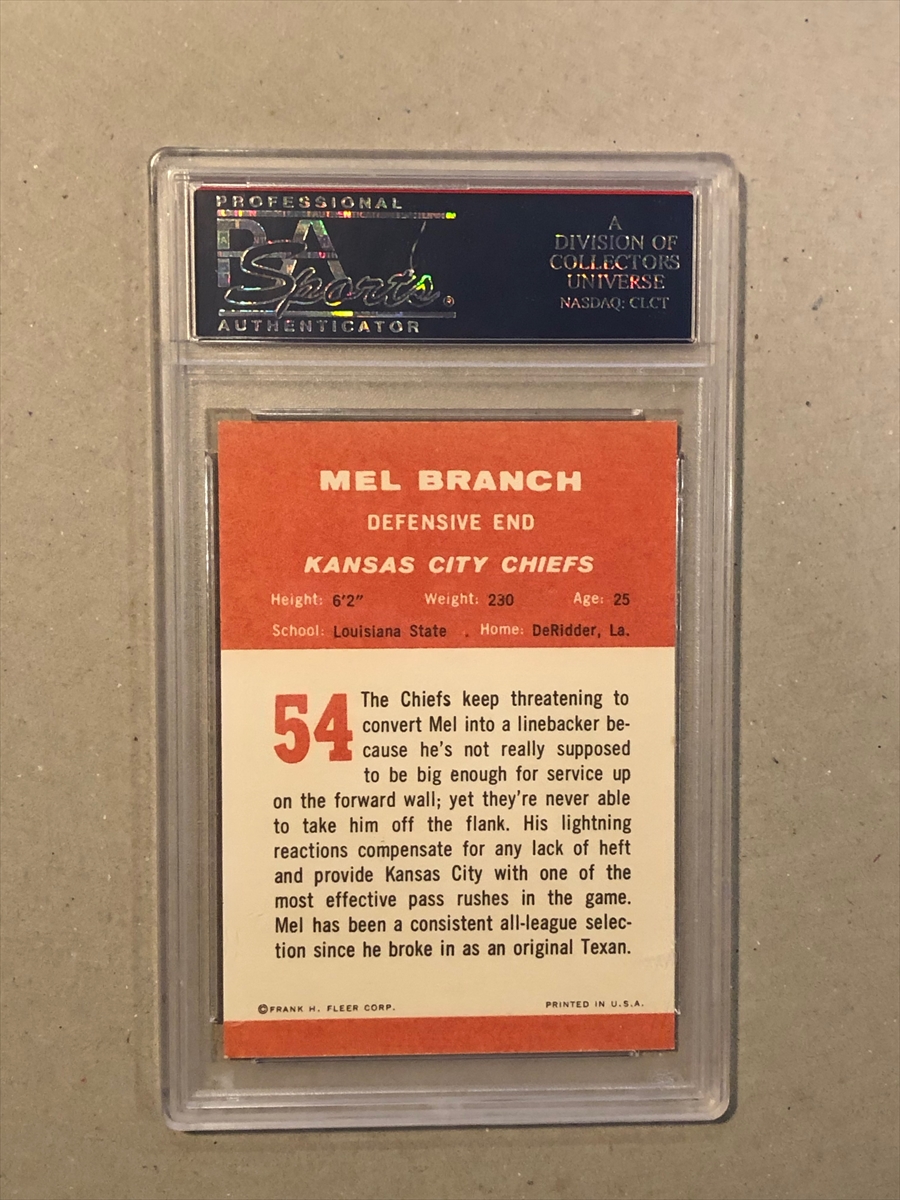 PROFESSIONAL
PSA
Sports
AUTHENTICATOR
A
DIVISION OF
COLLECTORS
UNIVERSE
NASDAQ: CLCT
MEL BRANCH
DEFENSIVE END
KANSAS CITY CHIEFS
Height: 6'2" Weight: 230 Age: 25
School: Louisiana State . Home: DeRidder, La.
54
The Chiefs keep threatening to
convert Mel into a linebacker be-
cause he's not really supposed
to be big enough for service up
on the forward wall; yet they're never able
to take him off the flank. His lightning
reactions compensate for any lack of heft
and provide Kansas City with one of the
most effective pass rushes in the game.
Mel has been a consistent all-league selec-
tion since he broke in as an original Texan.
©FRANK H. FLEER CORP. PRINTED IN U.S.A.